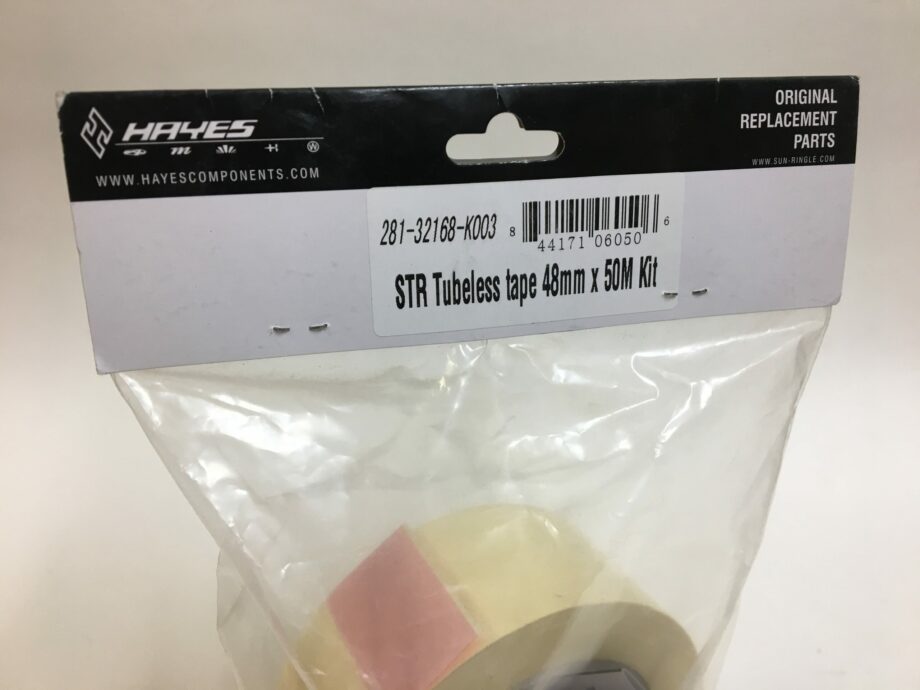 HAYES
WWW.HAYESCOMPONENTS.COM
ORIGINAL
REPLACEMENT
PARTS
WWW.SUN-RINGLE.COM
281-32168-K003
8 44171 06050 6
STR Tubeless tape 48mm x 50M Kit